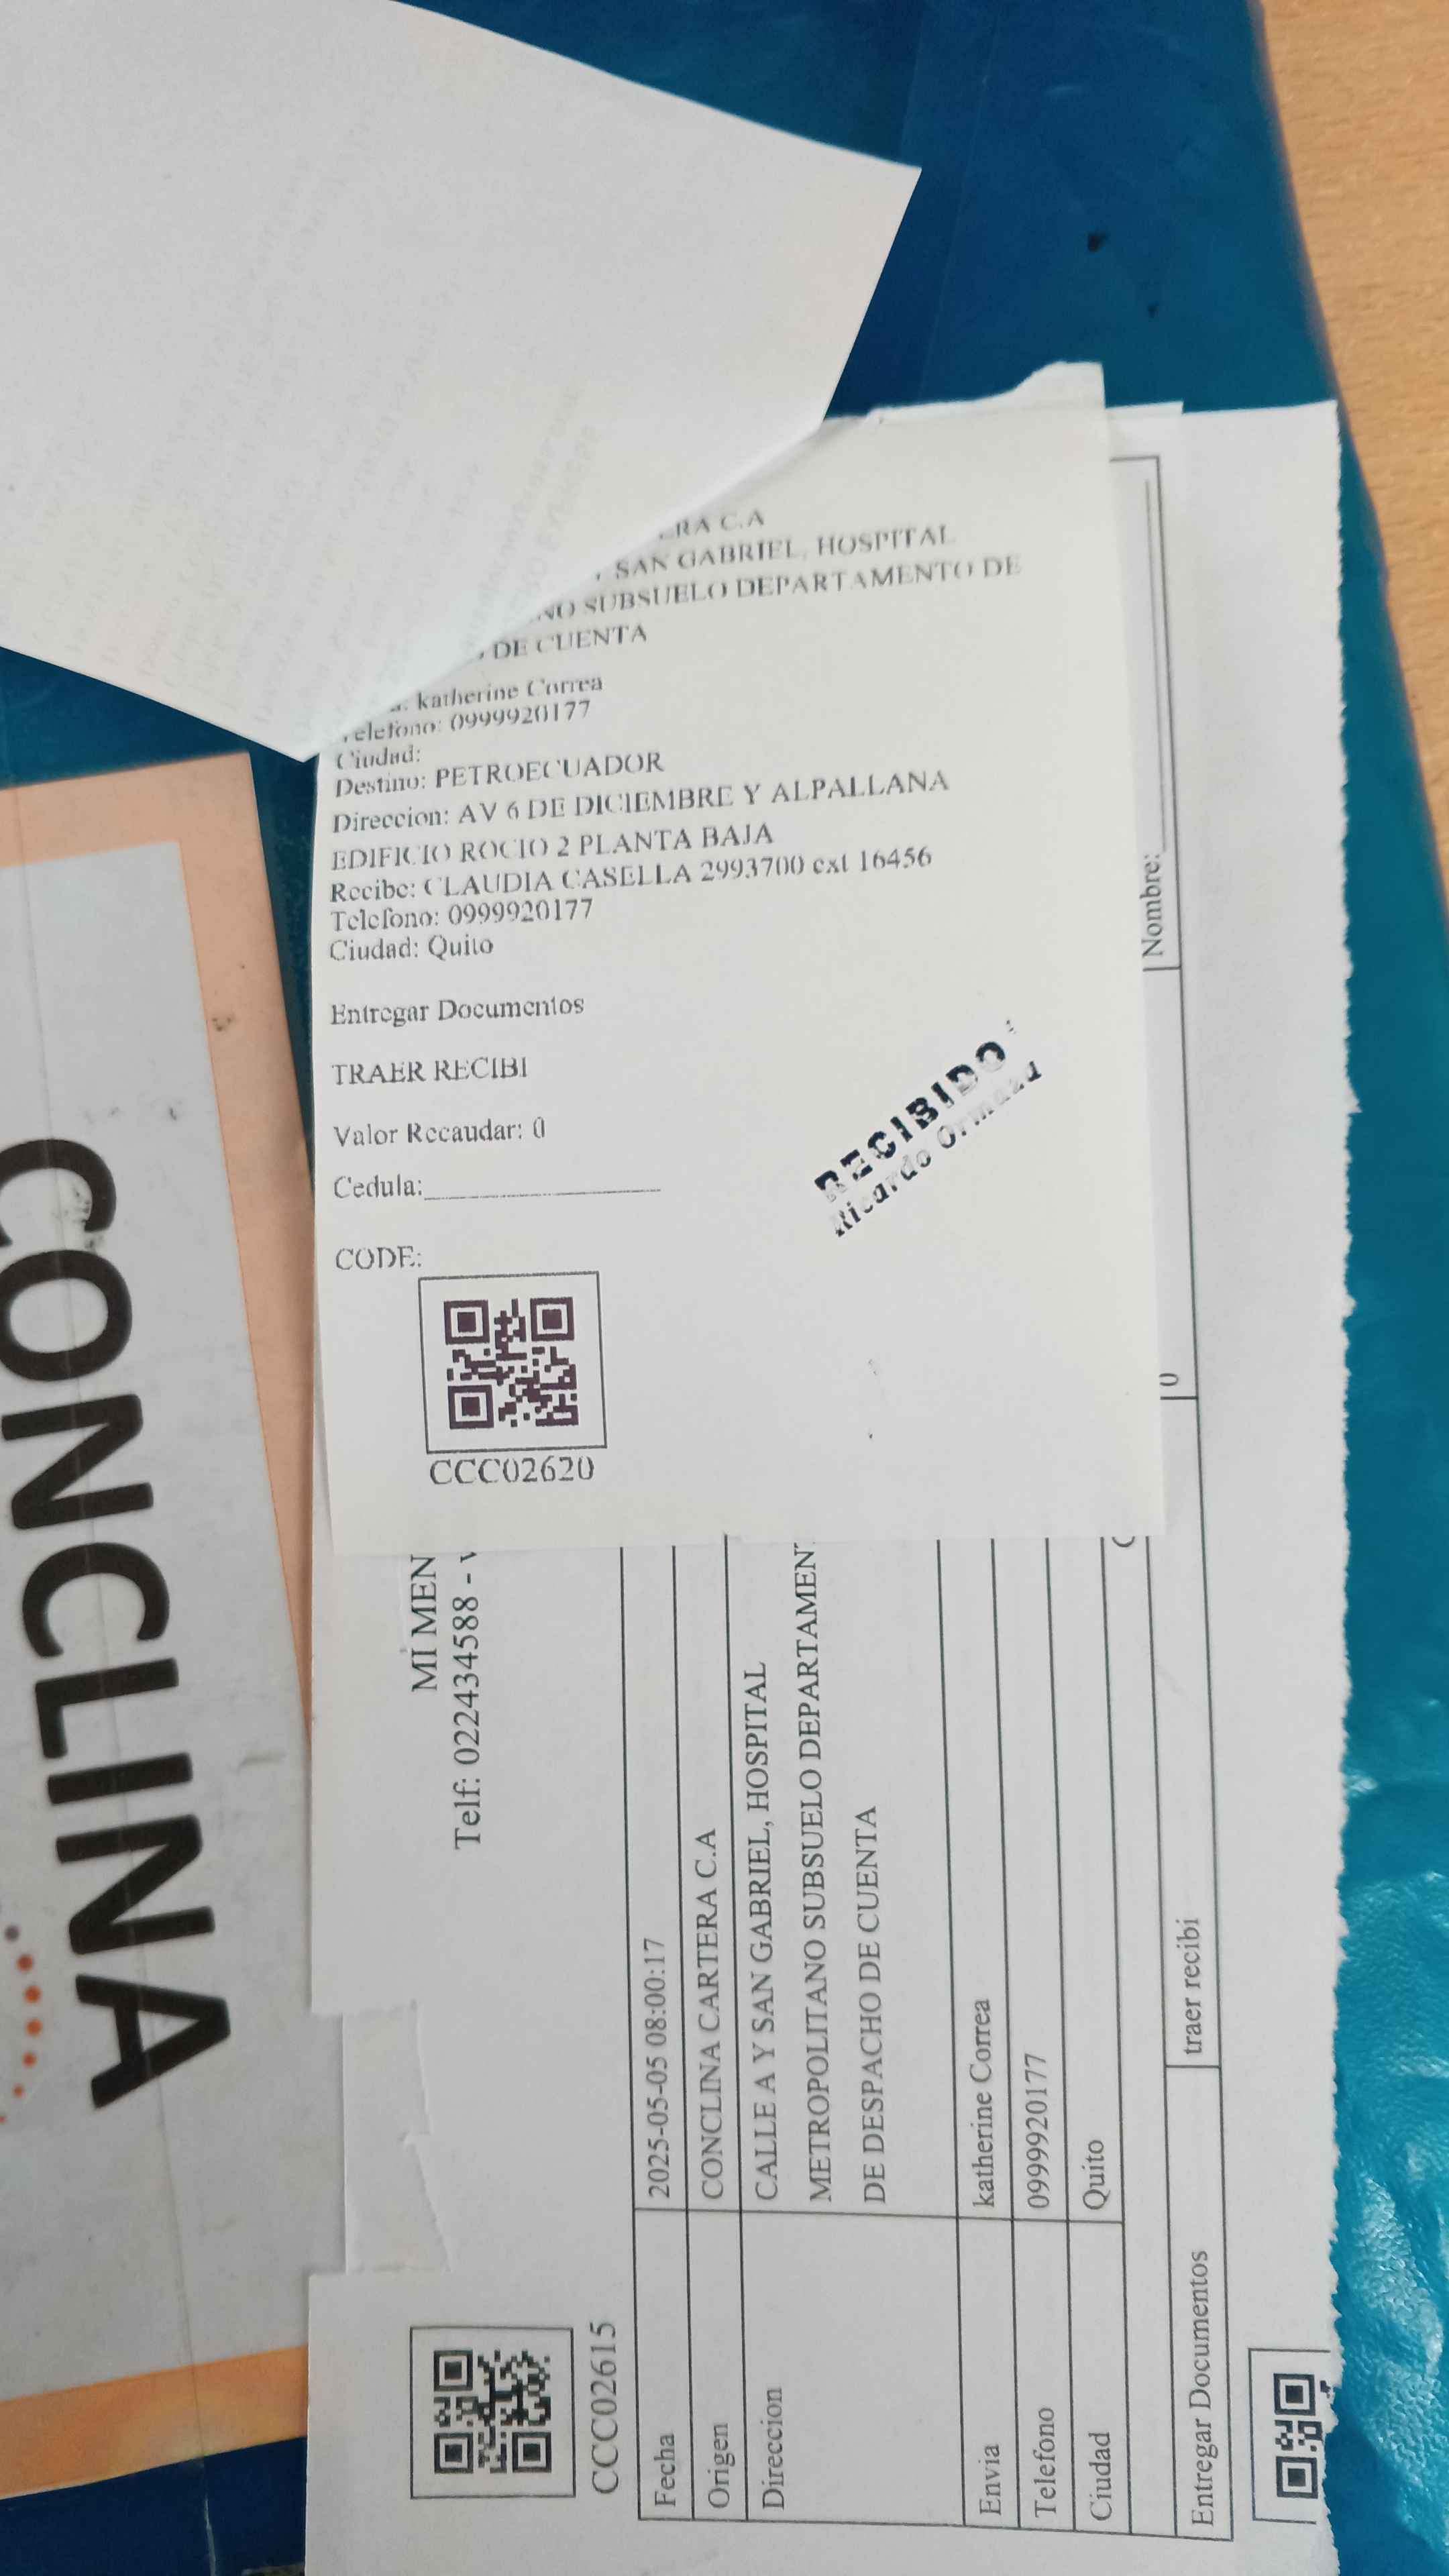 RA C.A
SAN GABRIEL, HOSPITAL
SUBSUELO DEPARTAMENTO DE
DE CUENTA
katherine Correa
Telefono: 0999920177
Ciudad:
Destino: PETROECUADOR
Direccion: AV 6 DE DICIEMBRE Y ALPALLANA
EDIFICIO ROCIO 2 PLANTA BAJA
Recibe: CLAUDIA CASELLA 2993700 ext 16456
Telefono: 0999920177
Ciudad: Quito
Entregar Documentos
TRAER RECIBI
Valor Recaudar: 0
Cedula:
CODE:
CCC02620
RECIBIDO
Ricardo
CONCLINA
MI MEN
Telf: 022434588 -
CCC02615
Fecha 2025-05-05 08:00:17
Origen CONCLINA CARTERA C.A
Direccion CALLE A Y SAN GABRIEL, HOSPITAL
METROPOLITANO SUBSUELO DEPARTAMENT
DE DESPACHO DE CUENTA
Envia katherine Correa
Telefono 0999920177
Ciudad Quito
Entregar Documentos traer recibi 0 Nombre: